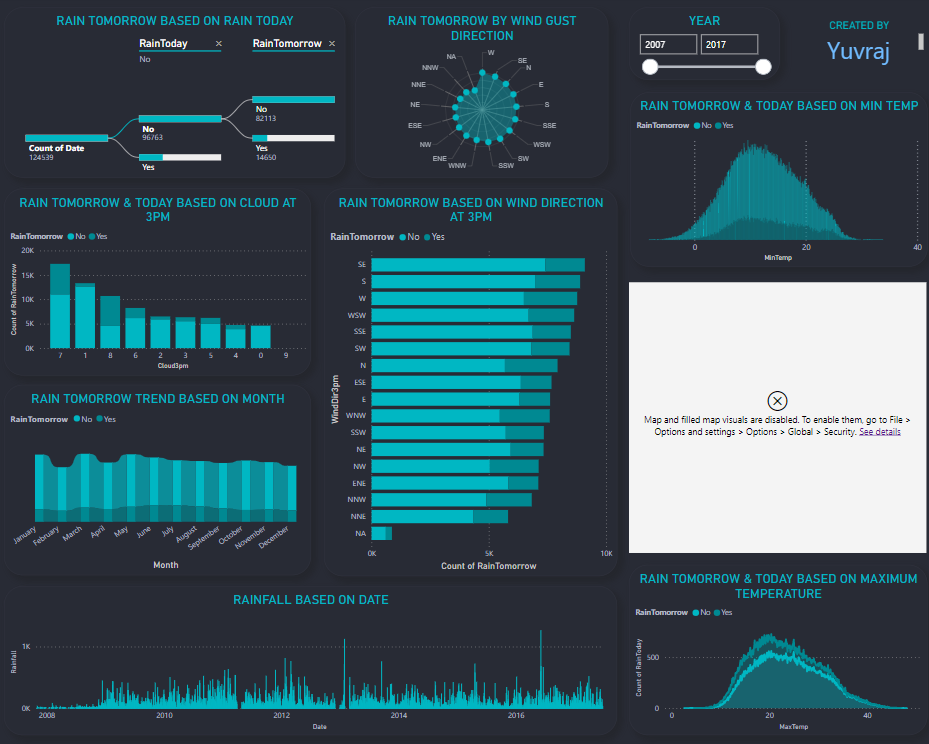 RAIN TOMORROW BASED ON RAIN TODAY
RainToday ×
RainTomorrow ×
No
No
82113
No
96763
Count of Date
124539
Yes
14650
Yes
RAIN TOMORROW BY WIND GUST
DIRECTION
W
SE
N
E
S
SSE
WSW
SW
SSW
WNW
ENE
NW
ESE
NE
NNE
NNW
NA
YEAR
2007
2017
CREATED BY
Yuvraj
RAIN TOMORROW & TODAY BASED ON MIN TEMP
RainTomorrow No Yes
0 20 40
MinTemp
RAIN TOMORROW & TODAY BASED ON CLOUD AT
3PM
RainTomorrow No Yes
Count of RainTomorrow
20K
15K
10K
5K
0K
7 1 8 6 2 3 5 4 0 9
Cloud3pm
RAIN TOMORROW BASED ON WIND DIRECTION
AT 3PM
RainTomorrow No Yes
WindDir3pm
SE
S
W
WSW
SSE
SW
N
ESE
E
WNW
SSW
NE
NW
ENE
NNW
NNE
NA
0K 5K 10K
Count of RainTomorrow
Map and filled map visuals are disabled. To enable them, go to File >
Options and settings > Options > Global > Security. See details
RAIN TOMORROW TREND BASED ON MONTH
RainTomorrow No Yes
January February March April May June July August September October November December
Month
RAINFALL BASED ON DATE
Rainfall
1K
0K
2008 2010 2012 2014 2016
Date
RAIN TOMORROW & TODAY BASED ON MAXIMUM
TEMPERATURE
RainTomorrow No Yes
Count of RainToday
500
0
0 20 40
MaxTemp